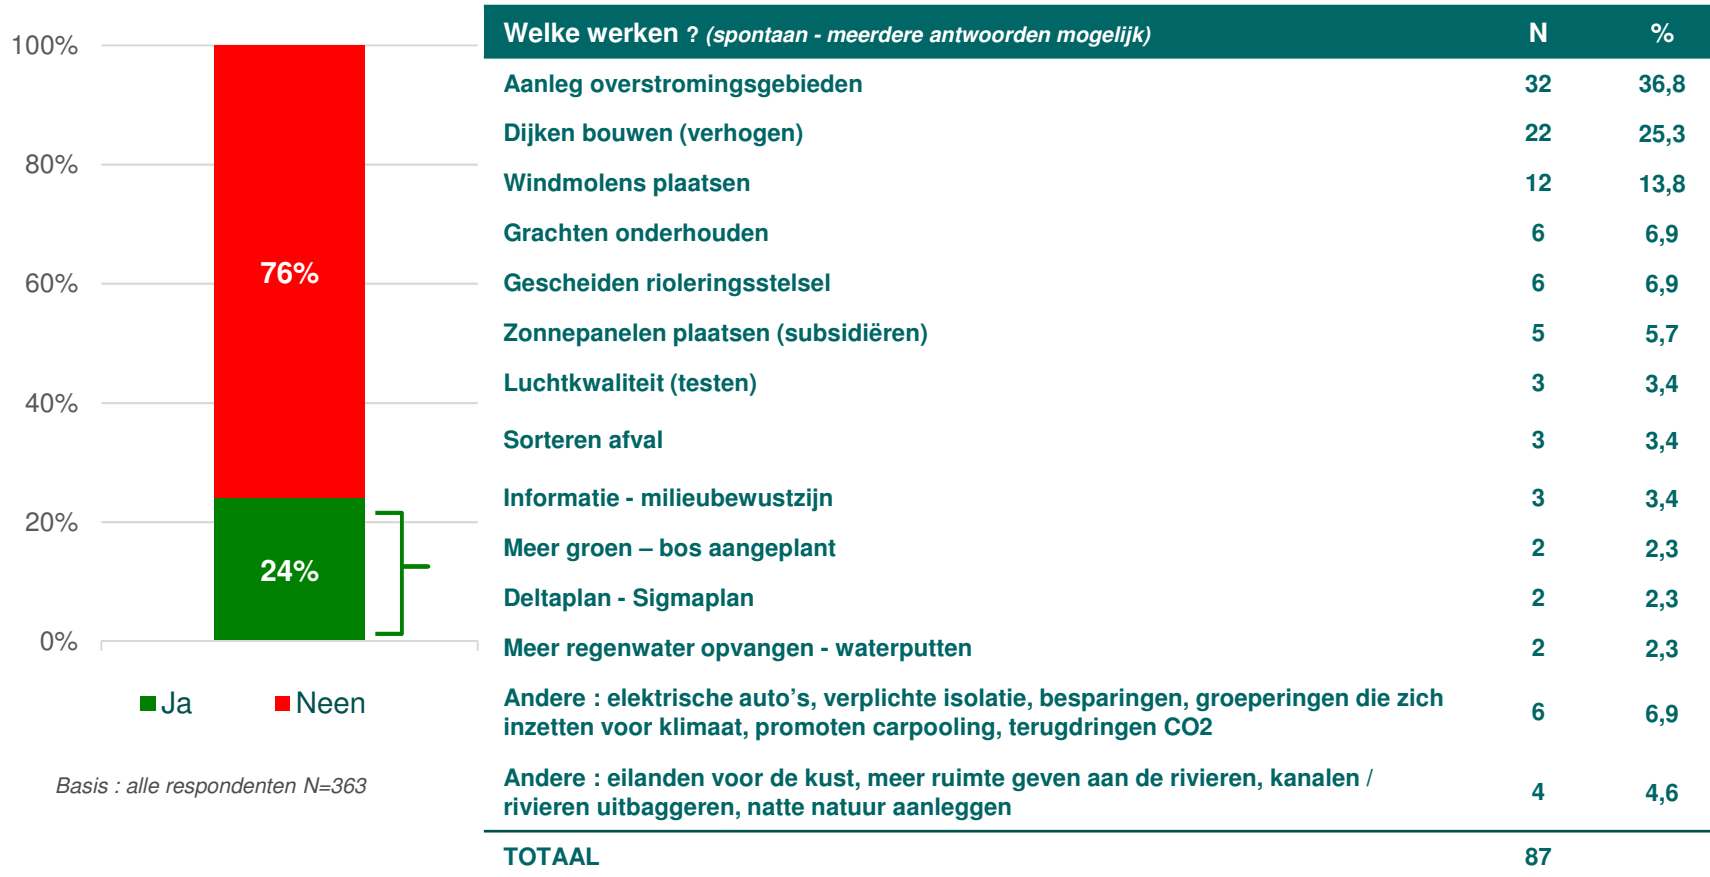 100%
80%
60%
40%
20%
0%
76%
24%
Ja Neen
Basis : alle respondenten N=363
Welke werken ? (spontaan - meerdere antwoorden mogelijk) N %
Aanleg overstromingsgebieden 32 36,8
Dijken bouwen (verhogen) 22 25,3
Windmolens plaatsen 12 13,8
Grachten onderhouden 6 6,9
Gescheiden rioleringsstelsel 6 6,9
Zonnepanelen plaatsen (subsidiëren) 5 5,7
Luchtkwaliteit (testen) 3 3,4
Sorteren afval 3 3,4
Informatie - milieubewustzijn 3 3,4
Meer groen – bos aangeplant 2 2,3
Deltaplan - Sigmaplan 2 2,3
Meer regenwater opvangen - waterputten 2 2,3
Andere : elektrische auto’s, verplichte isolatie, besparingen, groeperingen die zich
inzetten voor klimaat, promoten carpooling, terugdringen CO2 6 6,9
Andere : eilanden voor de kust, meer ruimte geven aan de rivieren, kanalen /
rivieren uitbaggeren, natte natuur aanleggen 4 4,6
TOTAAL 87